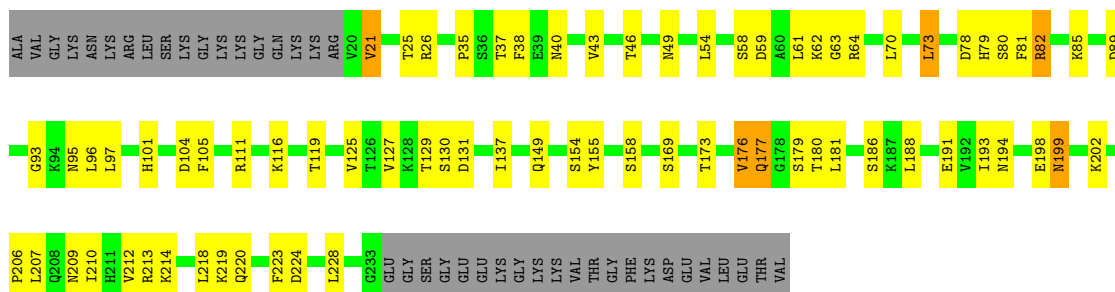 ALA VAL GLY LYS ASN LYS ARG LEU SER LYS GLY LYS LYS GLY GLN LYS LYS ARG V20 V21 T25 R26 P35 S36 T37 F38 E39 N40 V43 T46 N49 L54 S58 D59 A60 L61 K62 G63 R64 L70 L73 D78 H79 S80 F81 R82 K85
G93 K94 N95 L96 L97 H101 D104 F105 R111 K116 T119 V125 T126 V127 K128 T129 S130 D131 I137 Q149 S154 Y155 S158 S169 T173 V176 Q177 G178 S179 T180 L181 S186 K187 L188 E191 V192 I193 N194 E198 N199 K202
P206 L207 Q208 N209 I210 H211 V212 R213 K214 L218 K219 Q220 F223 D224 L228 G233 GLU GLY SER GLY GLU GLU LYS GLY LYS LYS VAL THR GLY PHE LYS ASP GLU VAL LEU GLU THR VAL